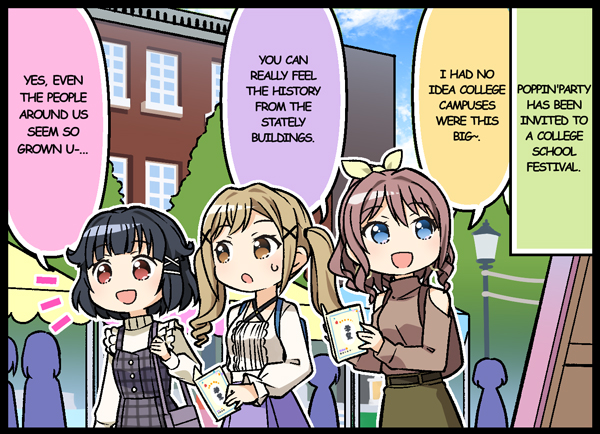 POPPIN'PARTY
HAS BEEN
INVITED TO
A COLLEGE
SCHOOL
FESTIVAL.
I HAD NO
IDEA COLLEGE
CAMPUSES
WERE THIS
BIG~.
YOU CAN
REALLY FEEL
THE HISTORY
FROM THE
STATELY
BUILDINGS.
YES, EVEN
THE PEOPLE
AROUND US
SEEM SO
GROWN U-...